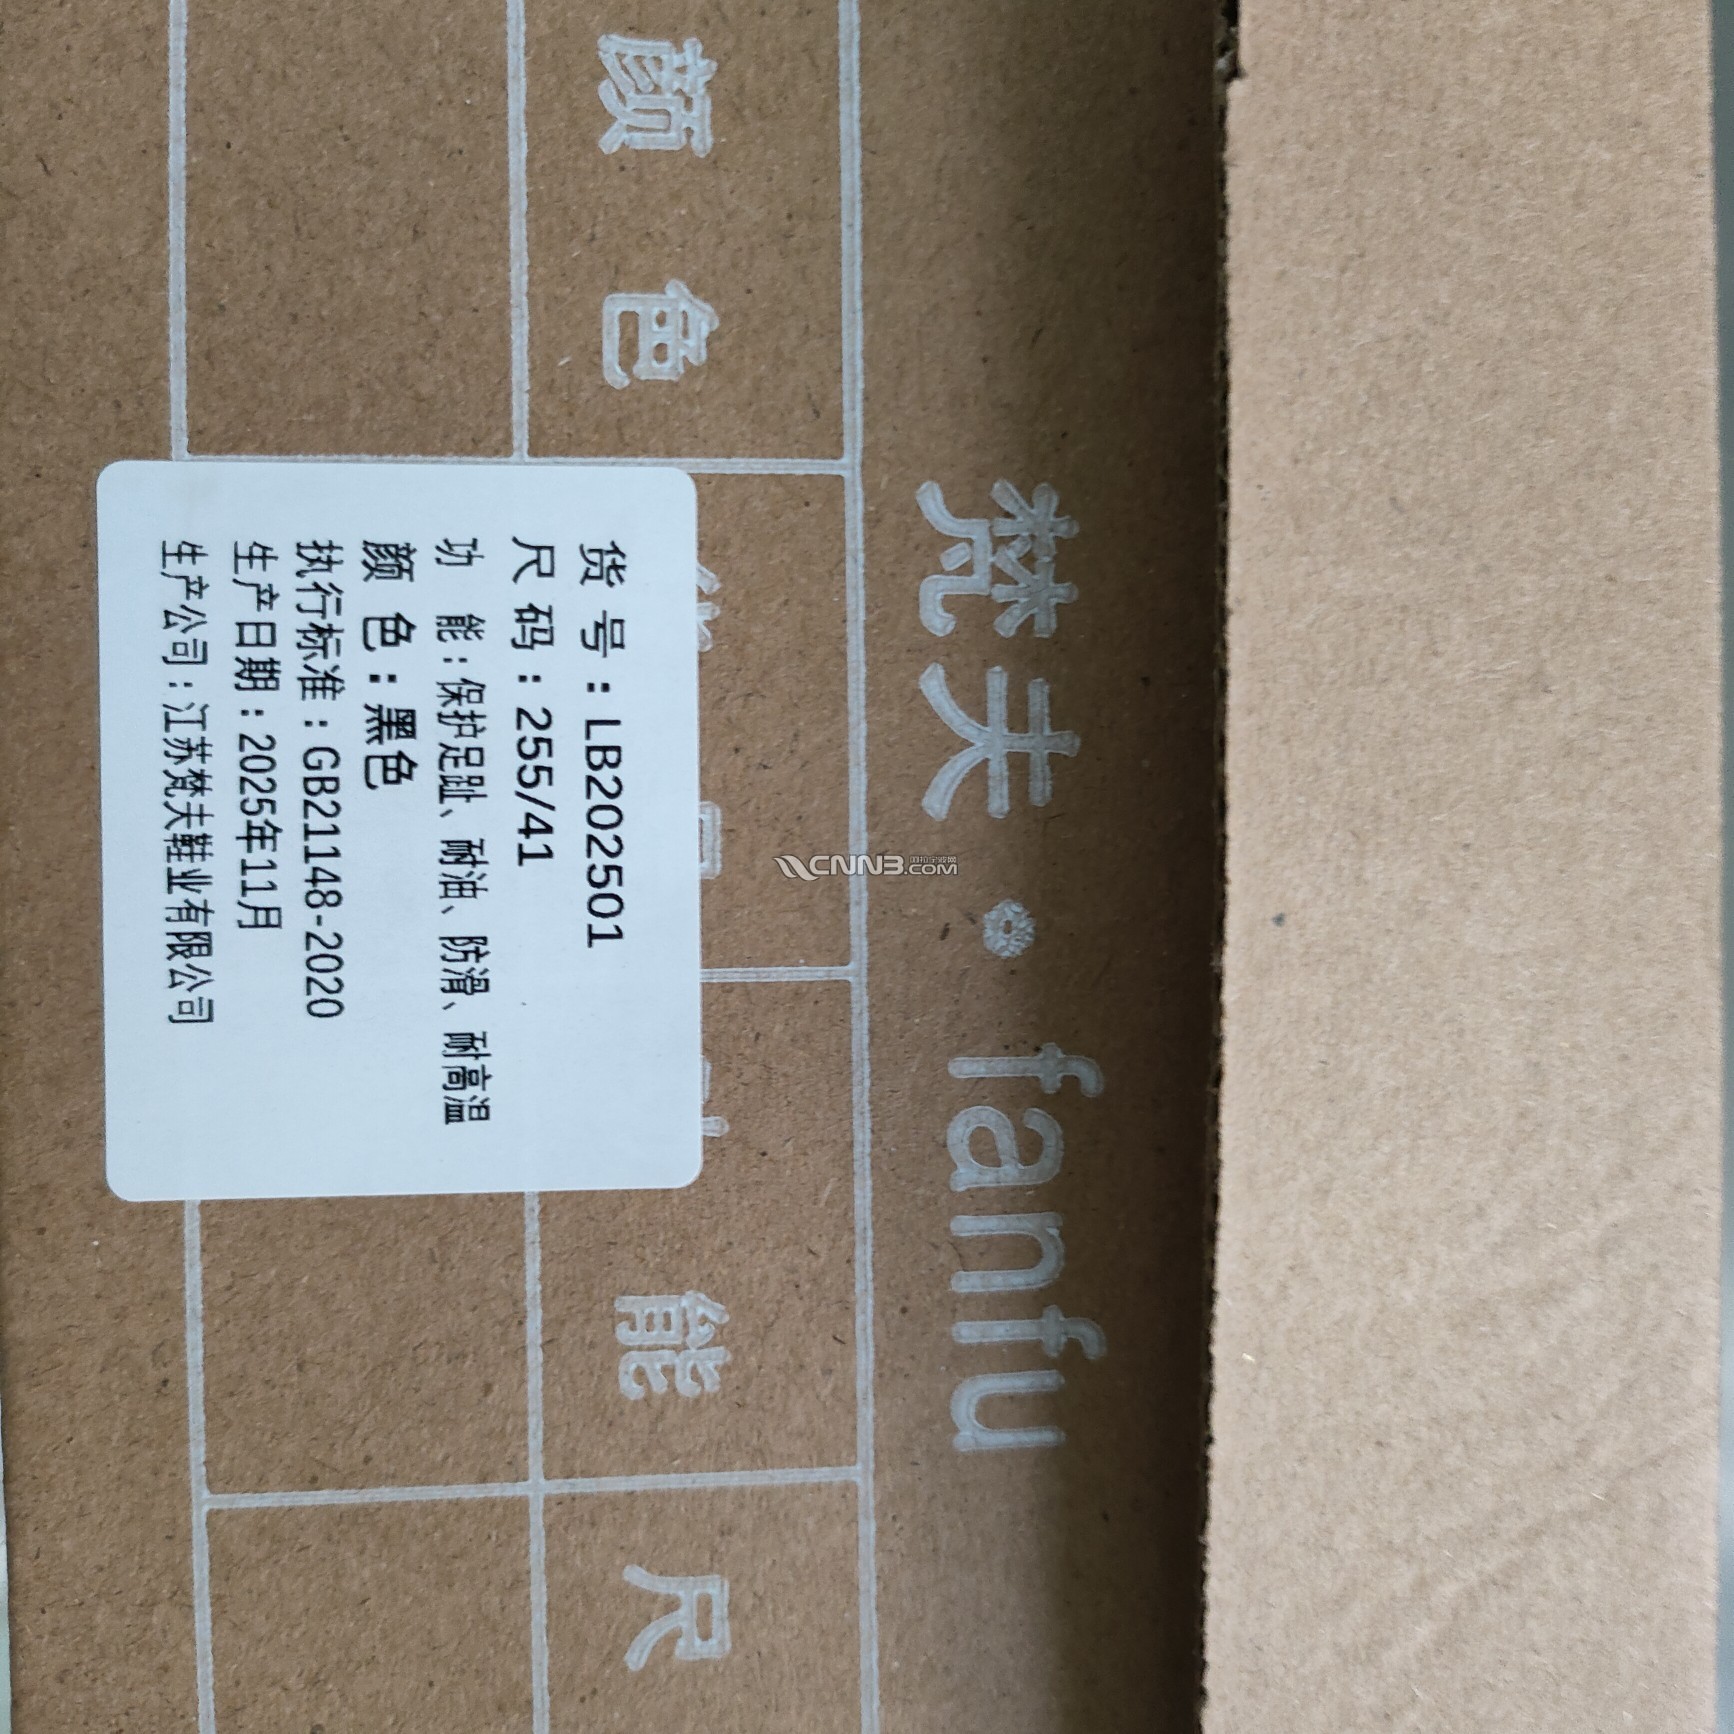 梵夫·fanfu
颜 色
能
尺
货 号：LB202501
尺 码：255/41
功 能：保护足趾、耐油、防滑、耐高温
颜 色：黑色
执行标准：GB21148-2020
生产日期：2025年11月
生产公司：江苏梵夫鞋业有限公司
CNN3.COM